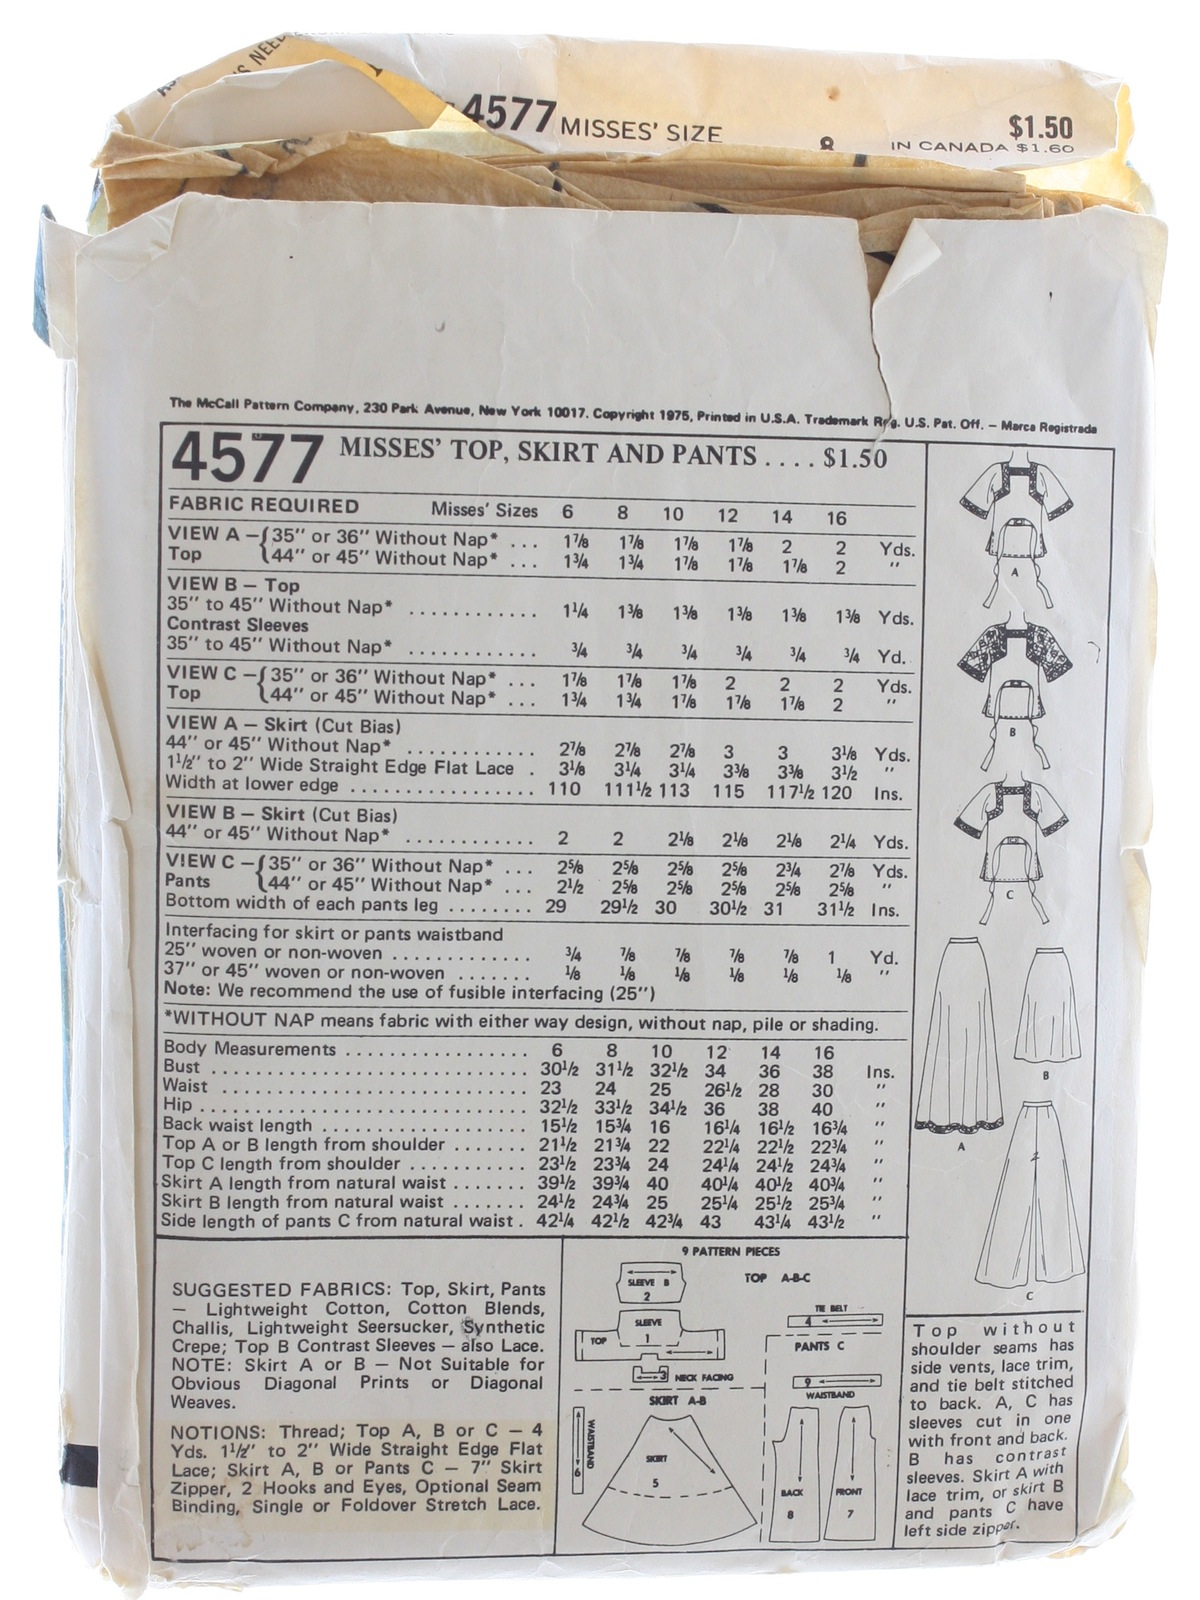 NEED
4577 MISSES' SIZE 8 $1.50
IN CANADA $1.60
The McCall Pattern Company, 230 Park Avenue, New York 10017. Copyright 1975, Printed in U.S.A. Trademark Reg. U.S. Pat. Off. – Marca Registrada
4577 MISSES' TOP, SKIRT AND PANTS .... $1.50
FABRIC REQUIRED Misses' Sizes 6 8 10 12 14 16
VIEW A – { 35" or 36" Without Nap* ... 1⅞ 1⅞ 1⅞ 1⅞ 2 2 Yds.
Top { 44" or 45" Without Nap* ... 1¾ 1¾ 1⅞ 1⅞ 1⅞ 2 "
VIEW B – Top
35" to 45" Without Nap* ............ 1¼ 1⅜ 1⅜ 1⅜ 1⅜ 1⅜ Yds.
Contrast Sleeves
35" to 45" Without Nap* ............ ¾ ¾ ¾ ¾ ¾ ¾ Yd.
VIEW C – { 35" or 36" Without Nap* ... 1⅞ 1⅞ 1⅞ 2 2 2 Yds.
Top { 44" or 45" Without Nap* ... 1¾ 1¾ 1⅞ 1⅞ 1⅞ 2 "
VIEW A – Skirt (Cut Bias)
44" or 45" Without Nap* ............ 2⅞ 2⅞ 2⅞ 3 3 3⅛ Yds.
1½" to 2" Wide Straight Edge Flat Lace . 3⅛ 3¼ 3¼ 3⅜ 3⅜ 3½ "
Width at lower edge ................. 110 111½ 113 115 117½ 120 Ins.
VIEW B – Skirt (Cut Bias)
44" or 45" Without Nap* ............ 2 2 2⅛ 2⅛ 2⅛ 2¼ Yds.
VIEW C – { 35" or 36" Without Nap* ... 2⅝ 2⅝ 2⅝ 2⅝ 2¾ 2⅞ Yds.
Pants { 44" or 45" Without Nap* ... 2½ 2⅝ 2⅝ 2⅝ 2⅝ 2⅝ "
Bottom width of each pants leg ........ 29 29½ 30 30½ 31 31½ Ins.
Interfacing for skirt or pants waistband
25" woven or non-woven ............. ¾ ⅞ ⅞ ⅞ ⅞ 1 Yd.
37" or 45" woven or non-woven ....... ⅛ ⅛ ⅛ ⅛ ⅛ ⅛ "
Note: We recommend the use of fusible interfacing (25")
*WITHOUT NAP means fabric with either way design, without nap, pile or shading.
Body Measurements ................. 6 8 10 12 14 16
Bust ............................. 30½ 31½ 32½ 34 36 38 Ins.
Waist ............................ 23 24 25 26½ 28 30 "
Hip .............................. 32½ 33½ 34½ 36 38 40 "
Back waist length .................. 15½ 15¾ 16 16¼ 16½ 16¾ "
Top A or B length from shoulder ....... 21½ 21¾ 22 22¼ 22½ 22¾ "
Top C length from shoulder ........... 23½ 23¾ 24 24¼ 24½ 24¾ "
Skirt A length from natural waist ....... 39½ 39¾ 40 40¼ 40½ 40¾ "
Skirt B length from natural waist ....... 24½ 24¾ 25 25¼ 25½ 25¾ "
Side length of pants C from natural waist . 42¼ 42½ 42¾ 43 43¼ 43½ "
A
B
C
B
A
C
SUGGESTED FABRICS: Top, Skirt, Pants
– Lightweight Cotton, Cotton Blends,
Challis, Lightweight Seersucker, Synthetic
Crepe; Top B Contrast Sleeves – also Lace.
NOTE: Skirt A or B – Not Suitable for
Obvious Diagonal Prints or Diagonal
Weaves.
NOTIONS: Thread; Top A, B or C – 4
Yds. 1½" to 2" Wide Straight Edge Flat
Lace; Skirt A, B or Pants C – 7" Skirt
Zipper, 2 Hooks and Eyes, Optional Seam
Binding, Single or Foldover Stretch Lace.
9 PATTERN PIECES
TOP A-B-C
SLEEVE B
2
SLEEVE
1
TOP
3 NECK FACING
TIE BELT
4
PANTS C
9
WAISTBAND
SKIRT A-B
WAISTBAND
6
SKIRT
5
BACK
8
FRONT
7
Top without
shoulder seams has
side vents, lace trim,
and tie belt stitched
to back. A, C has
sleeves cut in one
with front and back.
B has contrast
sleeves. Skirt A with
lace trim, or skirt B
and pants C have
left side zipper.